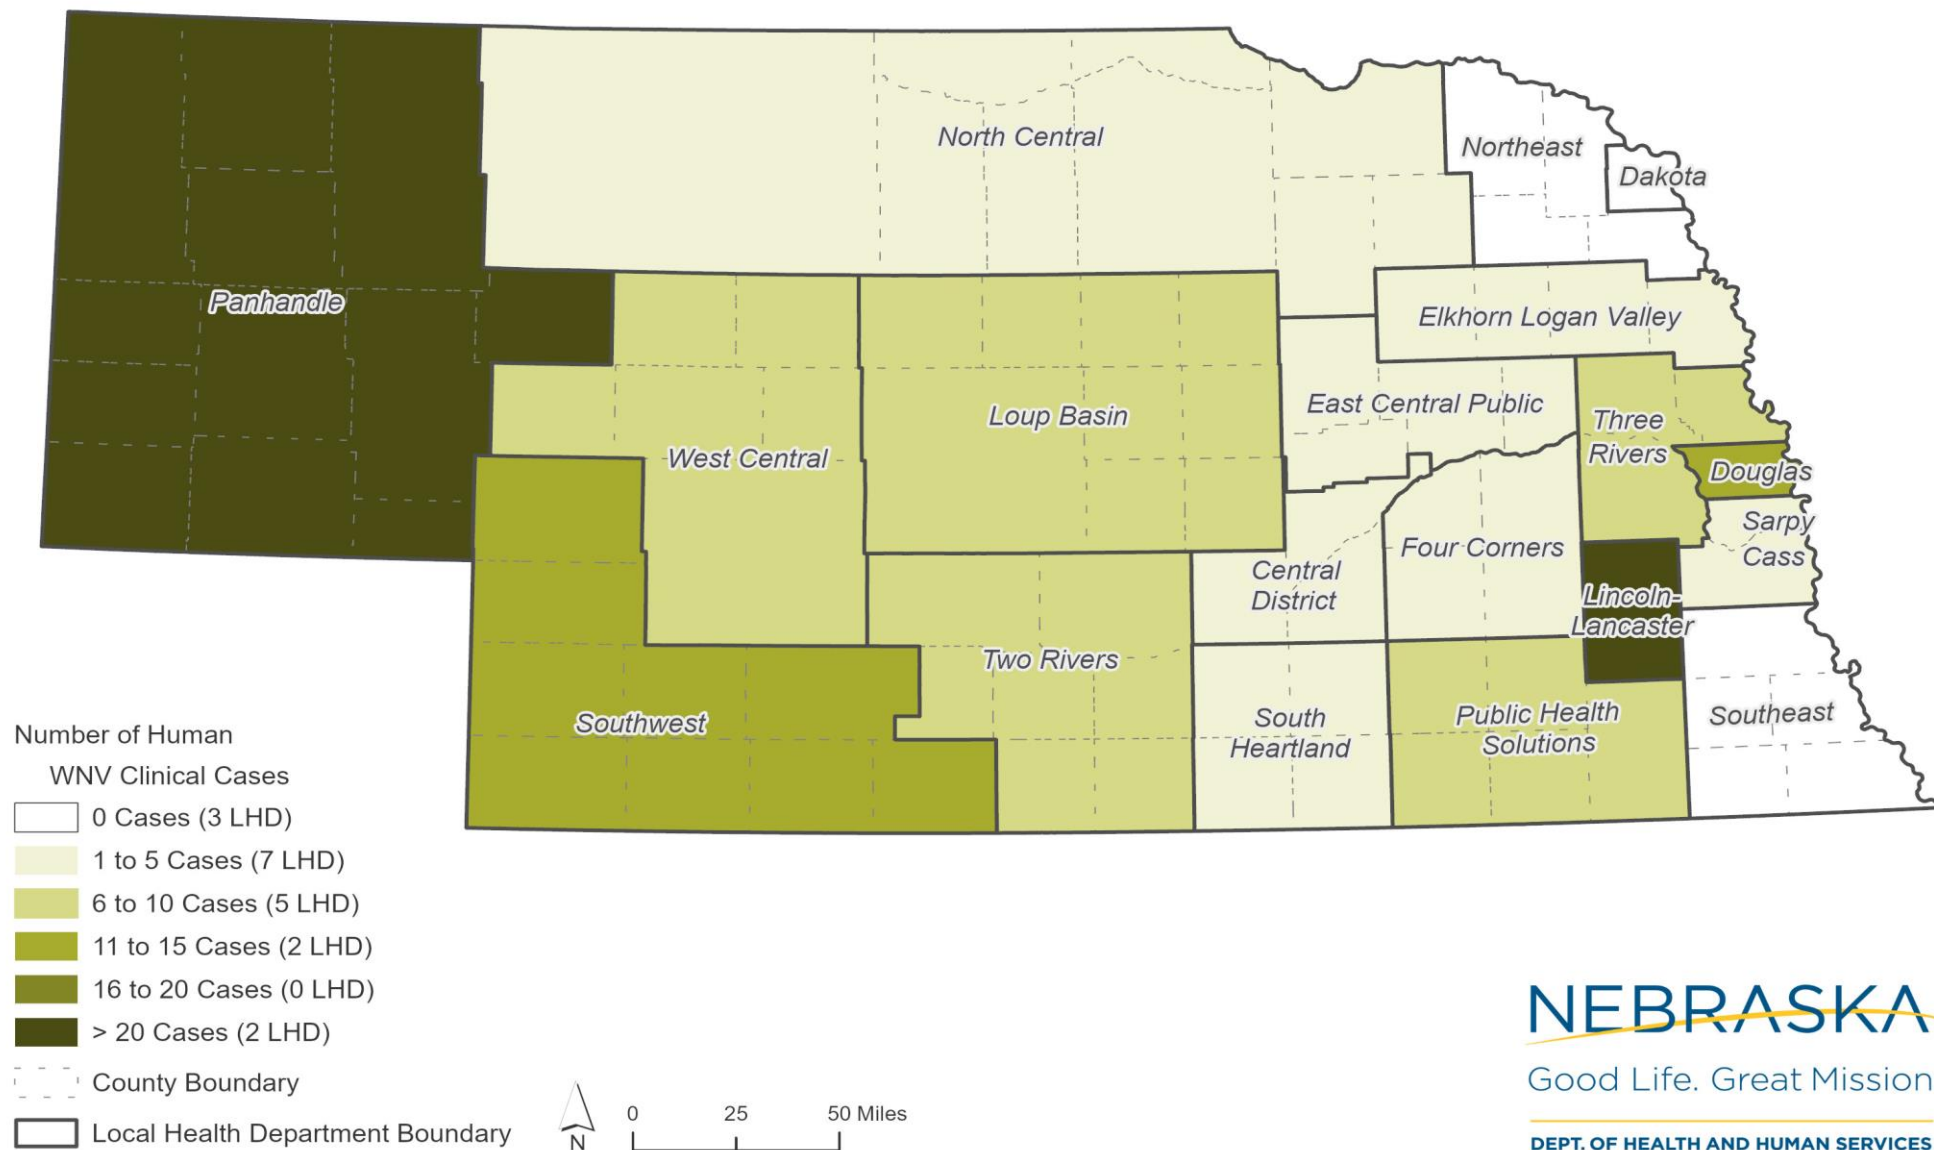 North Central
Northeast
Dakota
Panhandle
Elkhorn Logan Valley
East Central Public
Loup Basin
Three
Rivers
West Central
Douglas
Sarpy
Cass
Four Corners
Central
District
Lincoln-
Lancaster
Two Rivers
Southwest
South
Heartland
Public Health
Solutions
Southeast
Number of Human
WNV Clinical Cases
0 Cases (3 LHD)
1 to 5 Cases (7 LHD)
6 to 10 Cases (5 LHD)
11 to 15 Cases (2 LHD)
16 to 20 Cases (0 LHD)
> 20 Cases (2 LHD)
County Boundary
Local Health Department Boundary
N
0 25 50 Miles
NEBRASKA
Good Life. Great Mission
DEPT. OF HEALTH AND HUMAN SERVICES